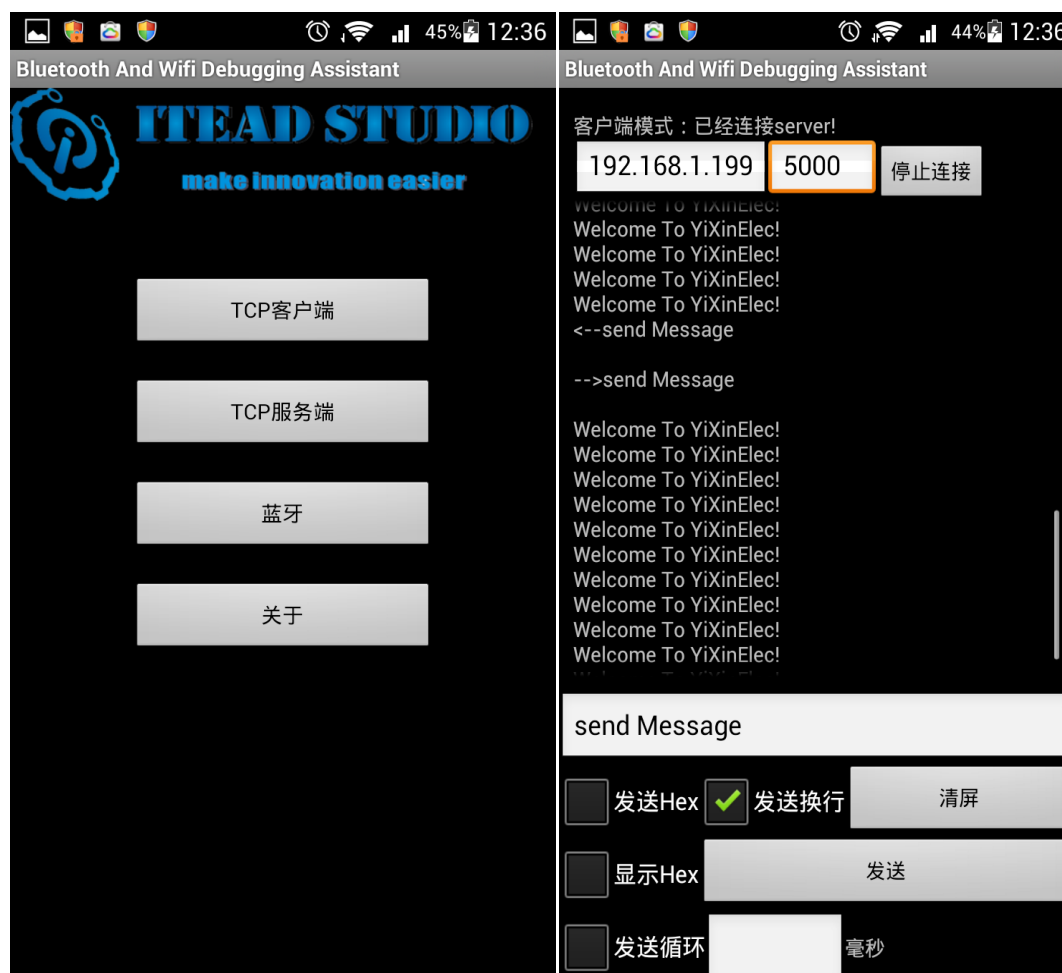 45% 12:36
Bluetooth And Wifi Debugging Assistant
ITEAD STUDIO
make innovation easier
TCP客户端
TCP服务端
蓝牙
关于
44% 12:36
Bluetooth And Wifi Debugging Assistant
客户端模式：已经连接server!
192.168.1.199 5000 停止连接
Welcome To YiXinElec!
Welcome To YiXinElec!
Welcome To YiXinElec!
Welcome To YiXinElec!
Welcome To YiXinElec!
<--send Message
-->send Message
Welcome To YiXinElec!
Welcome To YiXinElec!
Welcome To YiXinElec!
Welcome To YiXinElec!
Welcome To YiXinElec!
Welcome To YiXinElec!
Welcome To YiXinElec!
Welcome To YiXinElec!
Welcome To YiXinElec!
Welcome To YiXinElec!
send Message
发送Hex 发送换行 清屏
显示Hex 发送
发送循环 毫秒